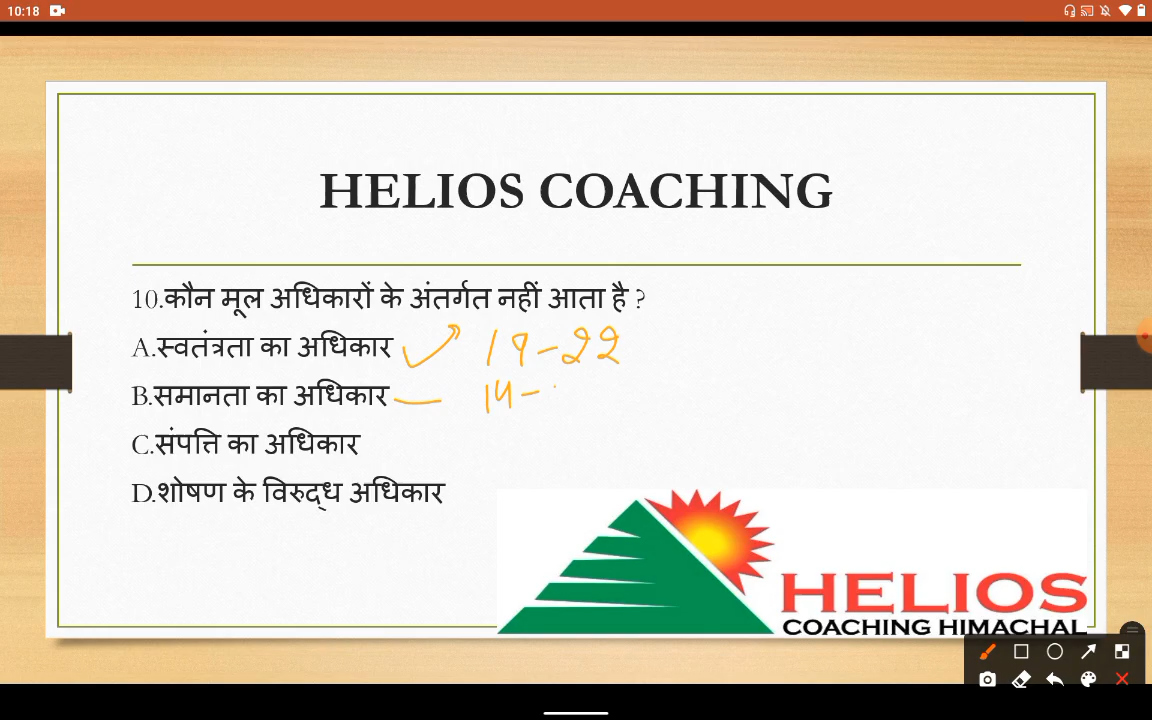 10:18
HELIOS COACHING
10.कौन मूल अधिकारों के अंतर्गत नहीं आता है ?
A.स्वतंत्रता का अधिकार 19-22
B.समानता का अधिकार — 14-
C.संपत्ति का अधिकार
D.शोषण के विरुद्ध अधिकार
HELIOS
COACHING HIMACHAL